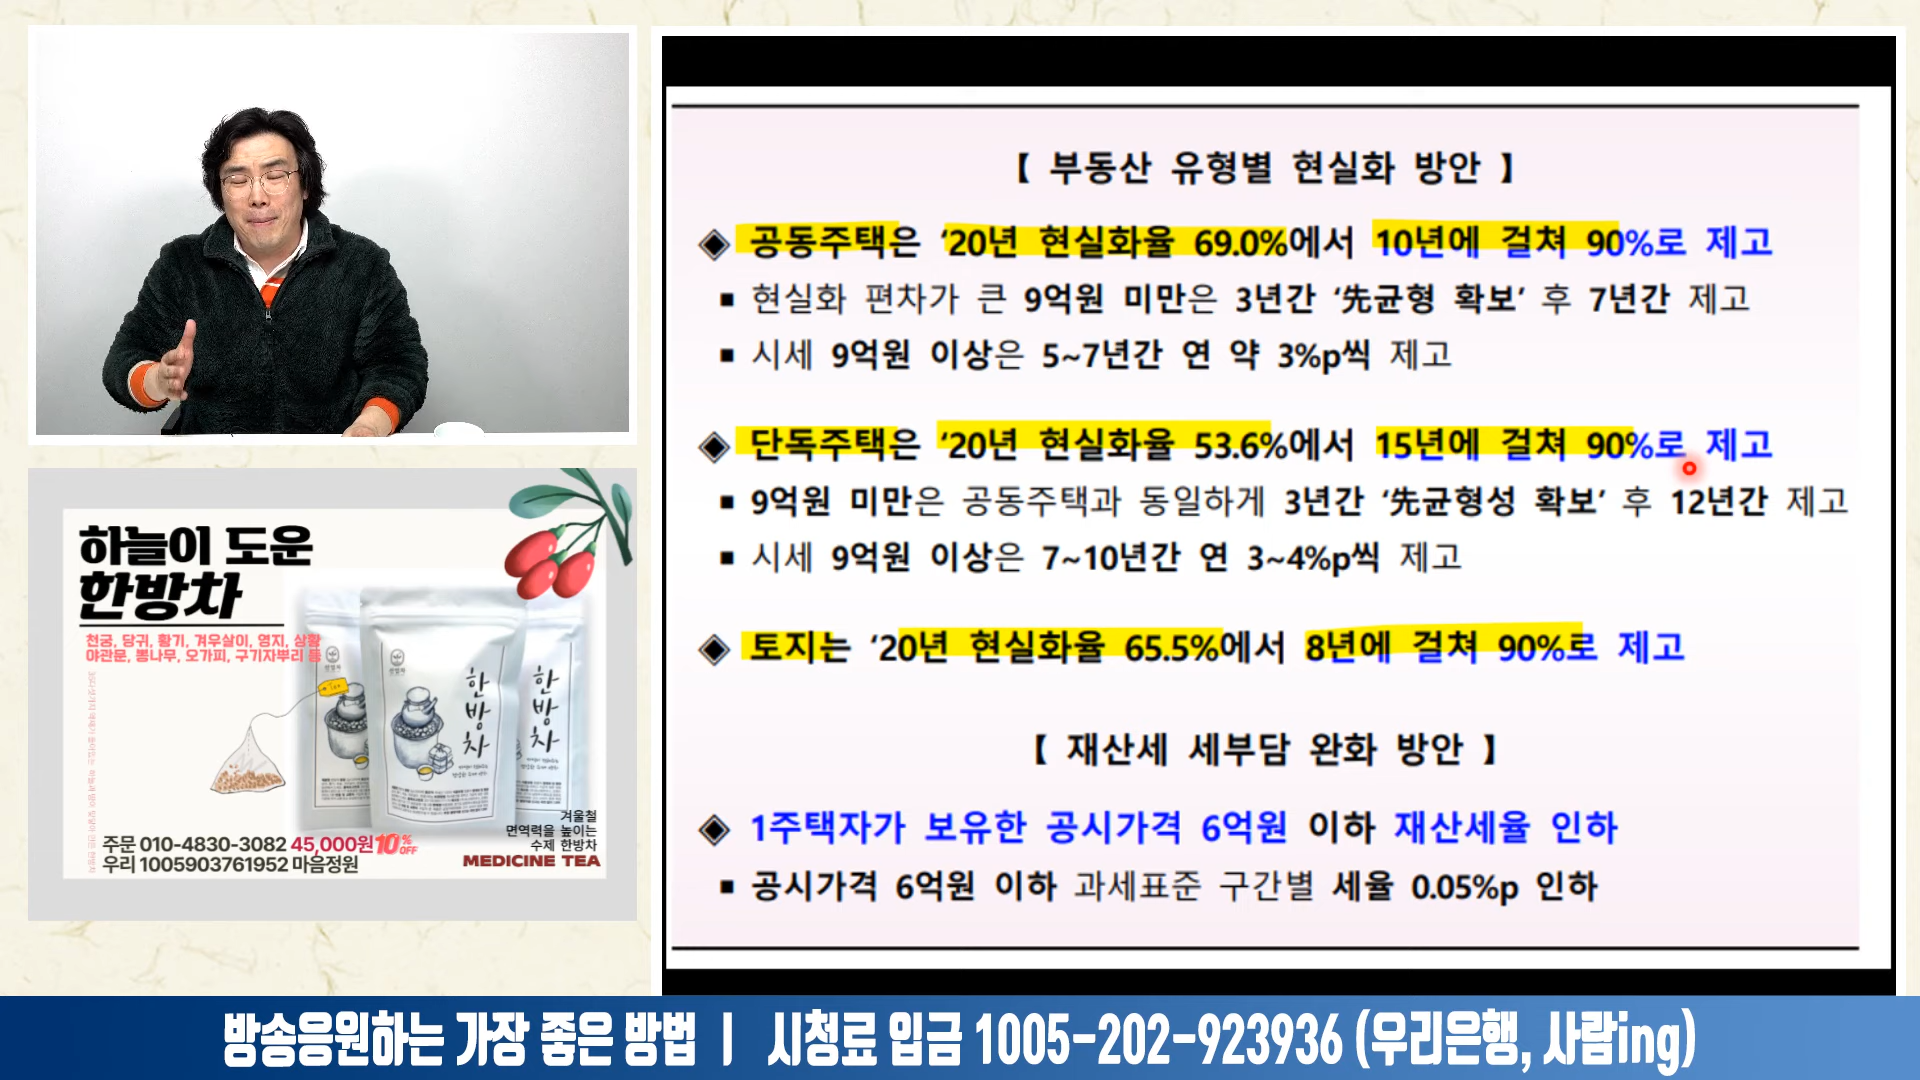 【 부동산 유형별 현실화 방안 】
◈ 공동주택은 ‘20년 현실화율 69.0%에서 10년에 걸쳐 90%로 제고
▪ 현실화 편차가 큰 9억원 미만은 3년간 ‘先균형 확보’ 후 7년간 제고
▪ 시세 9억원 이상은 5~7년간 연 약 3%p씩 제고
◈ 단독주택은 ‘20년 현실화율 53.6%에서 15년에 걸쳐 90%로 제고
▪ 9억원 미만은 공동주택과 동일하게 3년간 ‘先균형성 확보’ 후 12년간 제고
▪ 시세 9억원 이상은 7~10년간 연 3~4%p씩 제고
◈ 토지는 ‘20년 현실화율 65.5%에서 8년에 걸쳐 90%로 제고
【 재산세 세부담 완화 방안 】
◈ 1주택자가 보유한 공시가격 6억원 이하 재산세율 인하
▪ 공시가격 6억원 이하 과세표준 구간별 세율 0.05%p 인하
하늘이 도운
한방차
천궁, 당귀, 황기, 겨우살이, 영지, 상황
야관문, 뽕나무, 오가피, 구기자뿌리 등
한방차
한방차
겨울철
면역력을 높이는
수제 한방차
MEDICINE TEA
주문 010-4830-3082 45,000원 10% OFF
우리 1005903761952 마음정원
방송응원하는 가장 좋은 방법 ㅣ 시청료 입금 1005-202-923936 (우리은행, 사람ing)